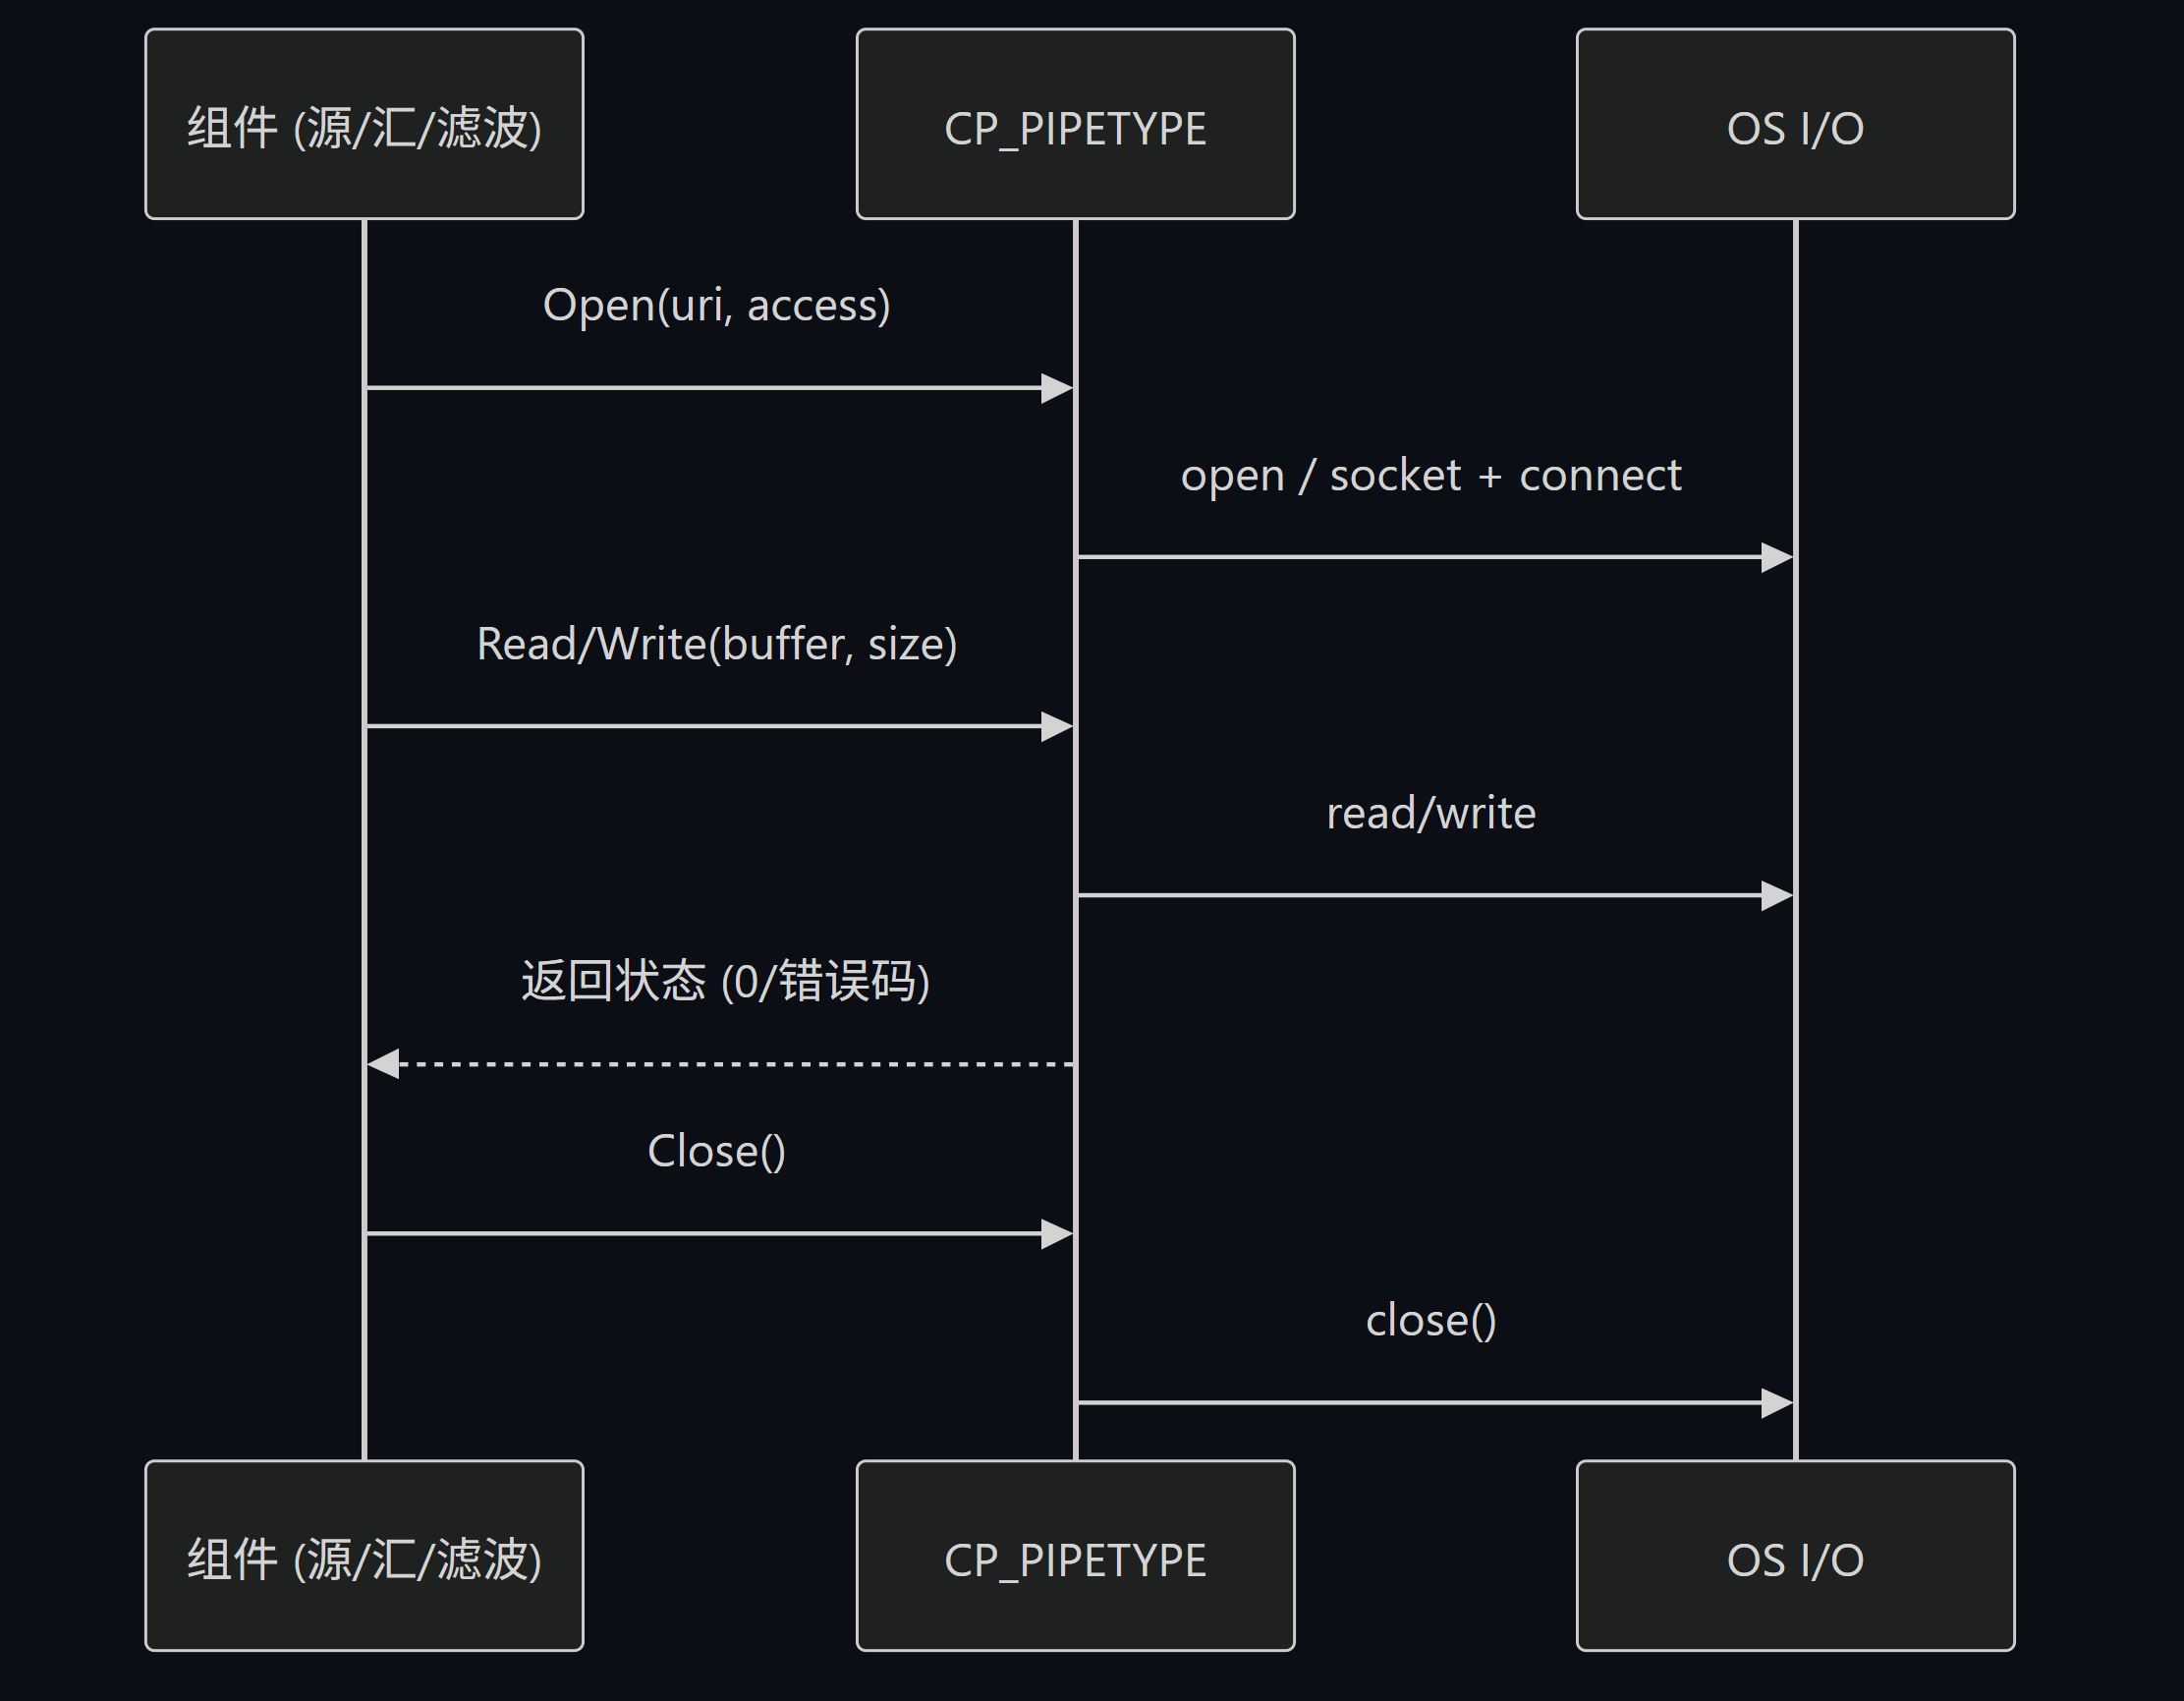 组件 (源/汇/滤波)
CP_PIPETYPE
OS I/O
Open(uri, access)
open / socket + connect
Read/Write(buffer, size)
read/write
返回状态 (0/错误码)
Close()
close()
组件 (源/汇/滤波)
CP_PIPETYPE
OS I/O